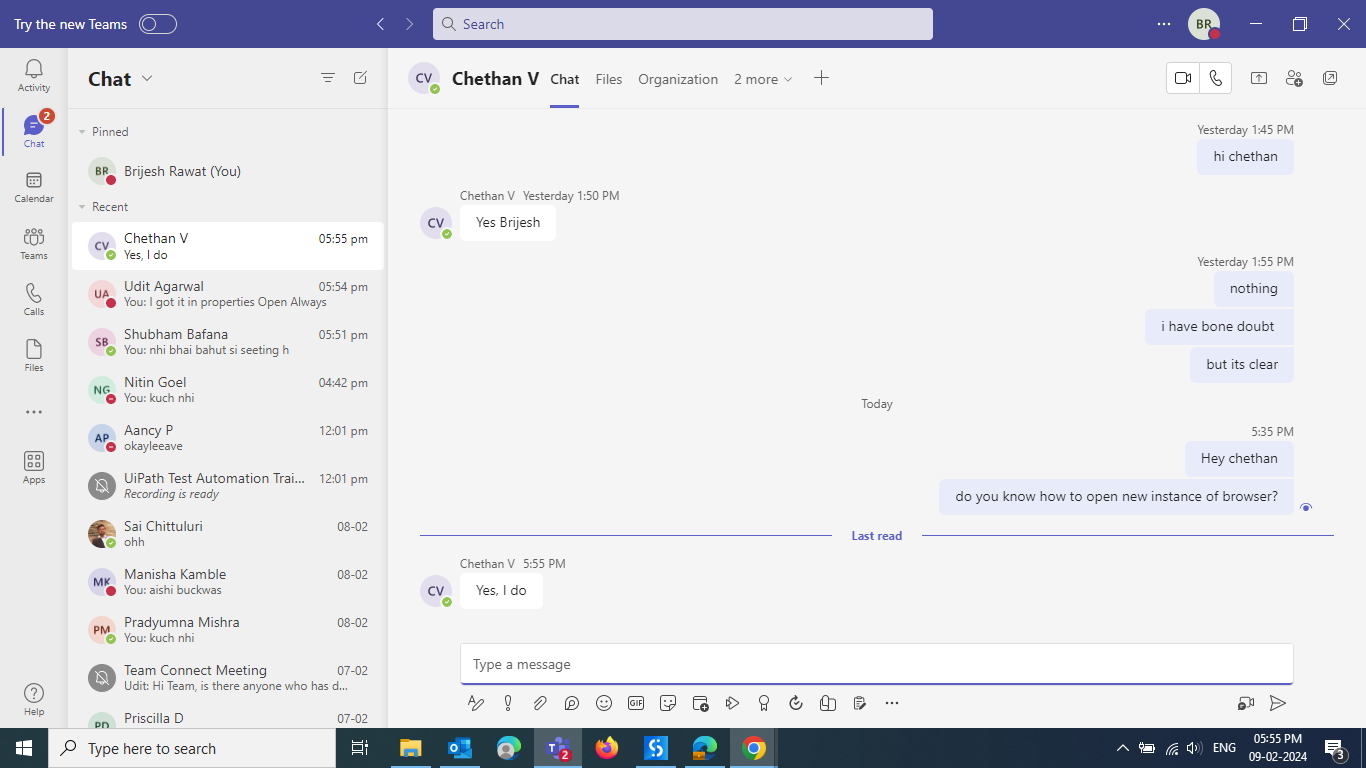 Try the new Teams
Search
BR
Activity
2
Chat
Calendar
Teams
Calls
Files
Apps
Help
Chat
Pinned
BR
Brijesh Rawat (You)
Recent
CV
Chethan V 05:55 pm
Yes, I do
UA
Udit Agarwal 05:54 pm
You: I got it in properties Open Always
SB
Shubham Bafana 05:51 pm
You: nhi bhai bahut si seeting h
NG
Nitin Goel 04:42 pm
You: kuch nhi
AP
Aancy P 12:01 pm
okayleeave
UiPath Test Automation Trai... 12:01 pm
Recording is ready
Sai Chittuluri 08-02
ohh
MK
Manisha Kamble 08-02
You: aishi buckwas
PM
Pradyumna Mishra 08-02
You: kuch nhi
Team Connect Meeting 07-02
Udit: Hi Team, is there anyone who has d...
PD
Priscilla D 07-02
CV
Chethan V Chat Files Organization 2 more
Yesterday 1:45 PM
hi chethan
Chethan V Yesterday 1:50 PM
CV
Yes Brijesh
Yesterday 1:55 PM
nothing
i have bone doubt
but its clear
Today
5:35 PM
Hey chethan
do you know how to open new instance of browser?
Last read
Chethan V 5:55 PM
CV
Yes, I do
Type a message
GIF
Type here to search
2
ENG
05:55 PM
09-02-2024
3